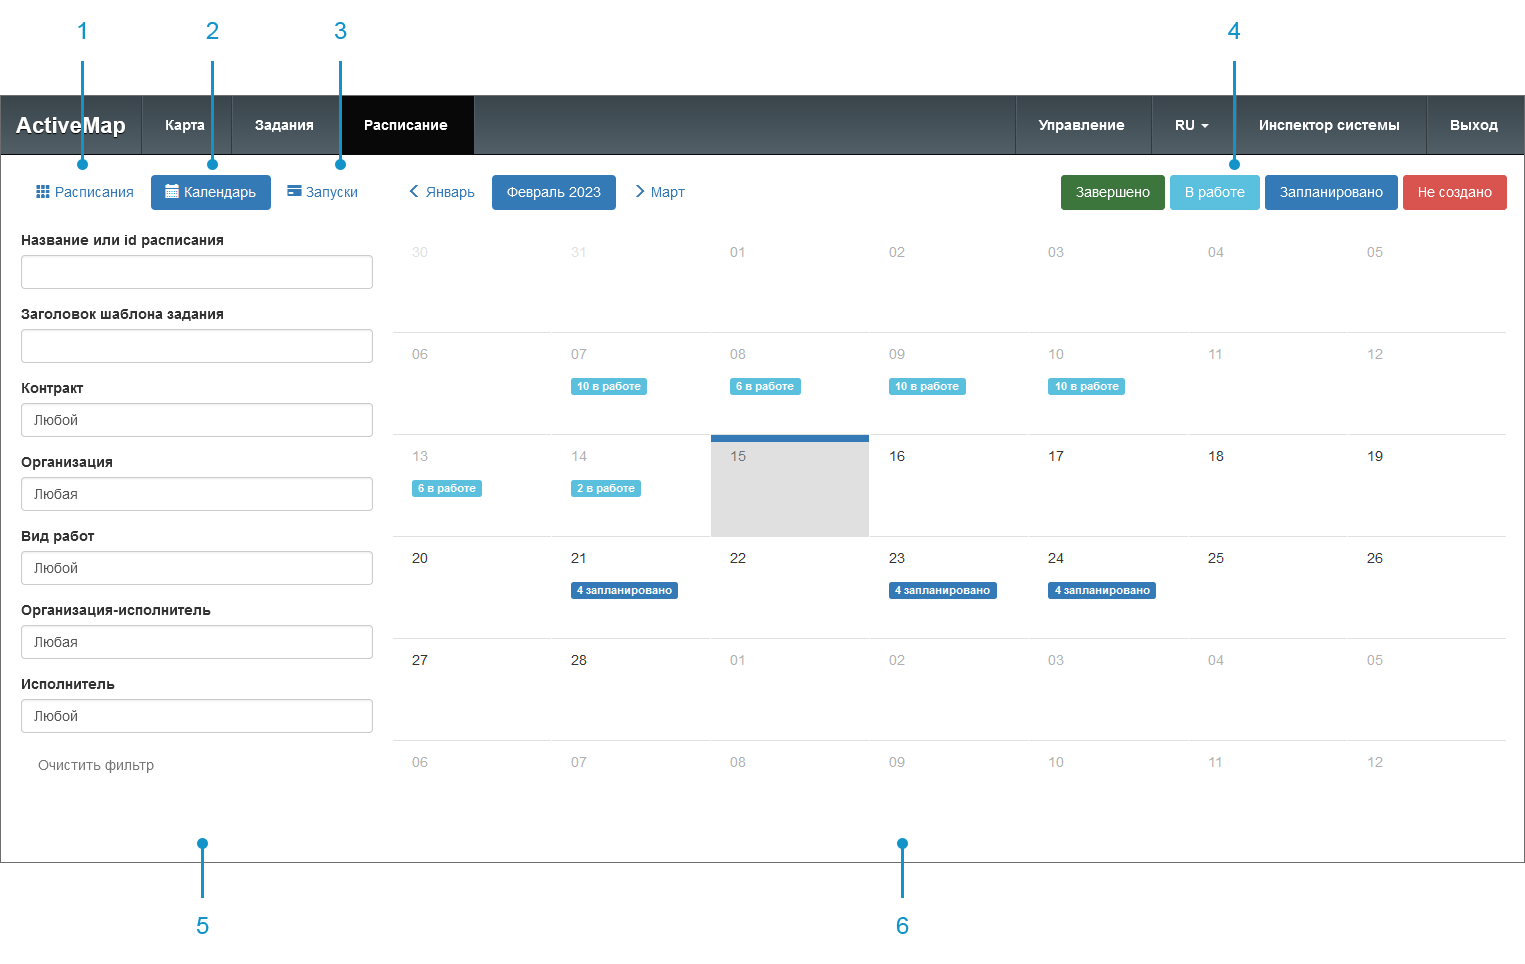 1 2 3 4
ActiveMap Карта Задания Расписание Управление RU Инспектор системы Выход
Расписания Календарь Запуски Январь Февраль 2023 Март Завершено В работе Запланировано Не создано
Название или id расписания
Заголовок шаблона задания
Контракт
Любой
Организация
Любая
Вид работ
Любой
Организация-исполнитель
Любая
Исполнитель
Любой
Очистить фильтр
30 31 01 02 03 04 05
06 07 08 09 10 11 12
10 в работе 6 в работе 10 в работе 10 в работе
13 14 15 16 17 18 19
6 в работе 2 в работе
20 21 22 23 24 25 26
4 запланировано 4 запланировано 4 запланировано
27 28 01 02 03 04 05
06 07 08 09 10 11 12
5 6